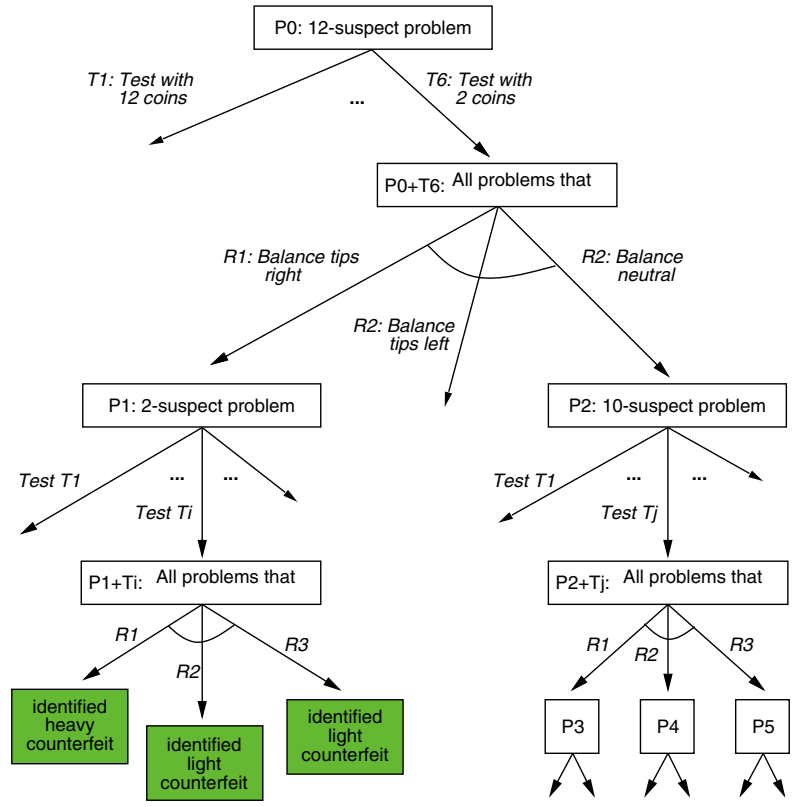 P0: 12-suspect problem
T1: Test with
12 coins
...
T6: Test with
2 coins
P0+T6: All problems that
R1: Balance tips
right
R2: Balance
tips left
R2: Balance
neutral
P1: 2-suspect problem
P2: 10-suspect problem
Test T1
...
...
Test Ti
Test T1
...
...
Test Tj
P1+Ti: All problems that
P2+Tj: All problems that
R1
R2
R3
R1
R2
R3
identified
heavy
counterfeit
identified
light
counterfeit
identified
light
counterfeit
P3
P4
P5